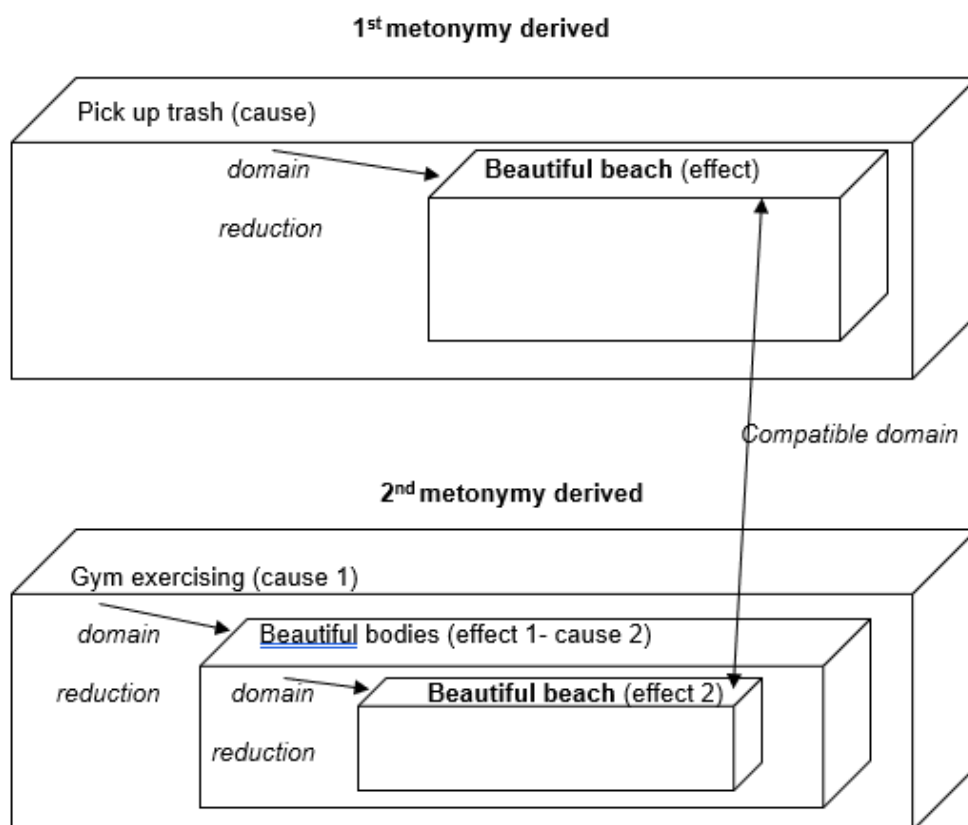 1st metonymy derived
Pick up trash (cause)
domain
Beautiful beach (effect)
reduction
Compatible domain
2nd metonymy derived
Gym exercising (cause 1)
domain
Beautiful bodies (effect 1- cause 2)
reduction
domain
Beautiful beach (effect 2)
reduction